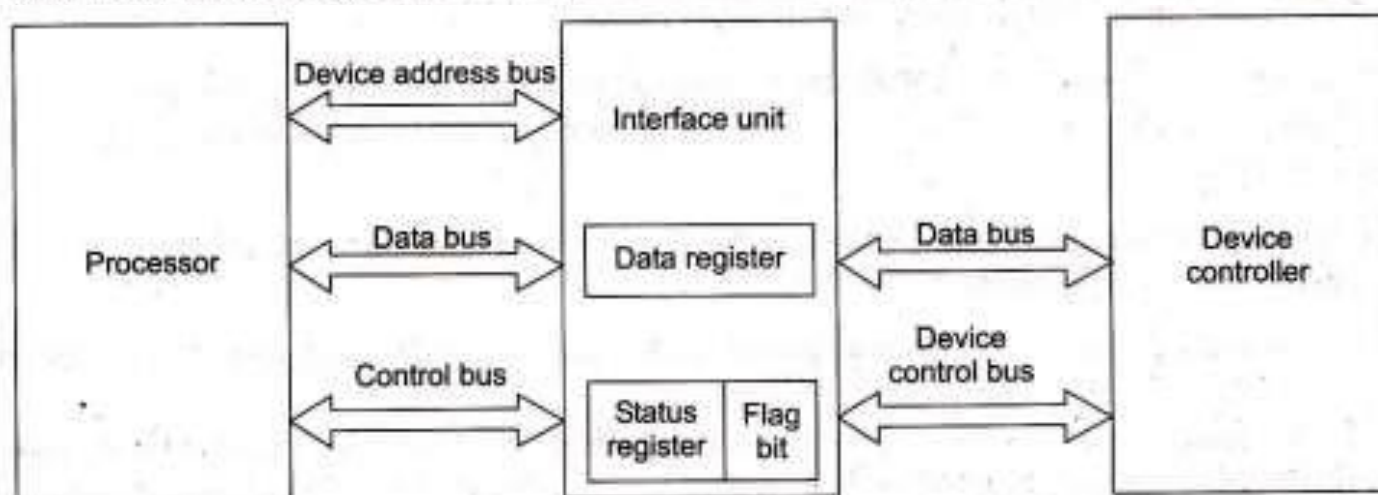 Device address bus
Interface unit
Processor
Data bus
Data register
Data bus
Device
controller
Control bus
Status
register
Flag
bit
Device
control bus